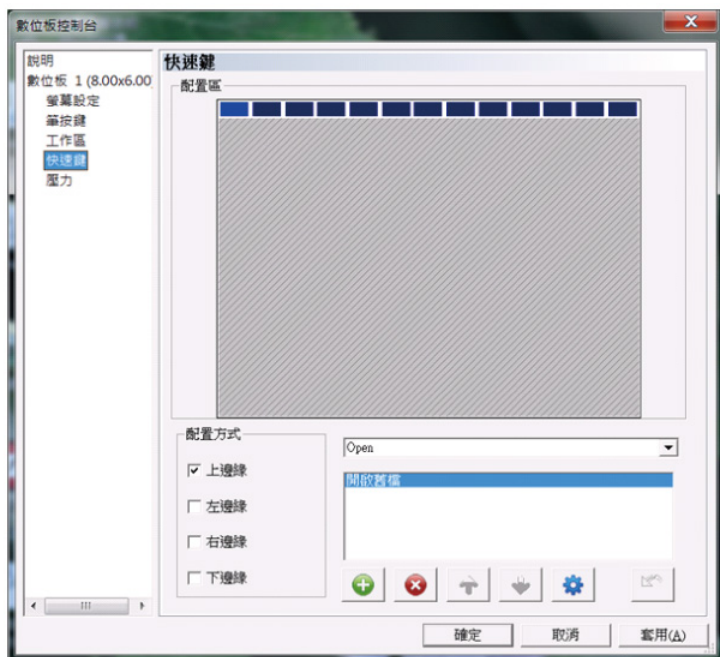 數位板控制台
說明
數位板 1 (8.00x6.00
螢幕設定
筆按鍵
工作區
快速鍵
壓力
快速鍵
配置區
配置方式
上邊緣
左邊緣
右邊緣
下邊緣
Open
開啟舊檔
確定
取消
套用(A)